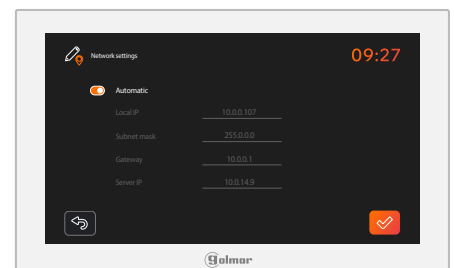 Network settings
09:27
Automatic
Local IP 10.0.0.107
Subnet mask 255.0.0.0
Gateway 10.0.0.1
Server IP 10.0.14.9
golmar